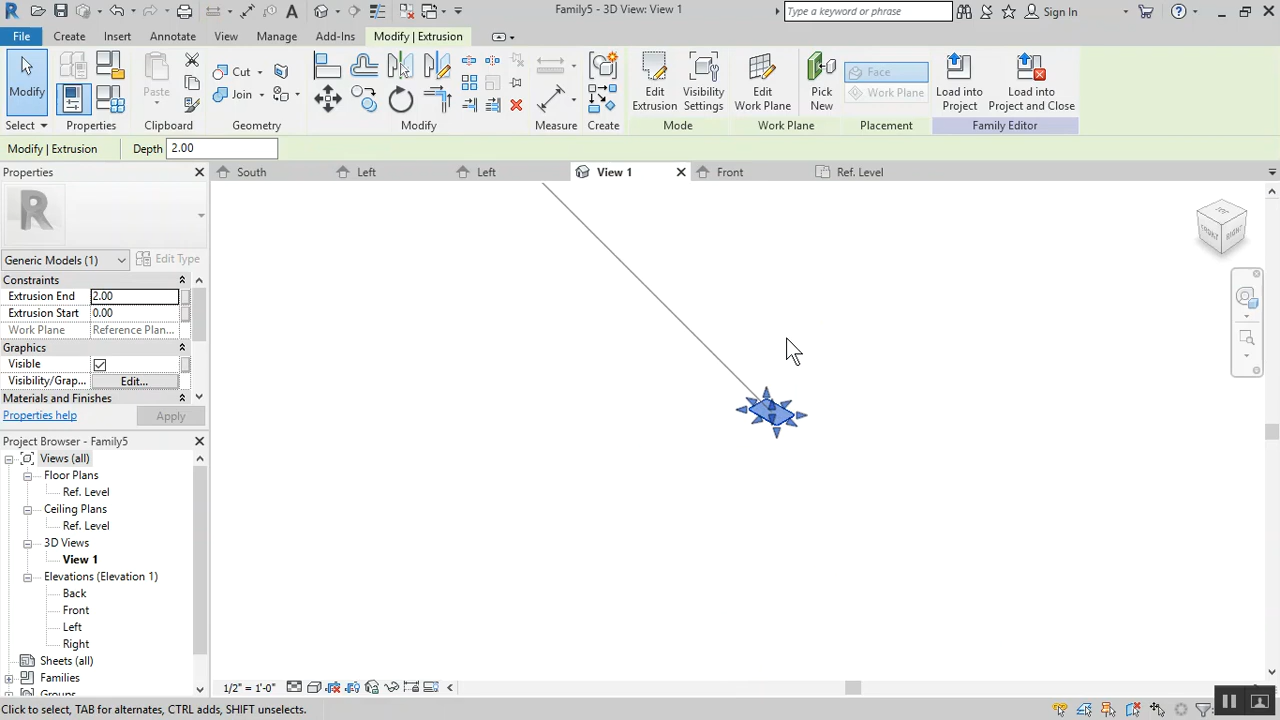 Family5 - 3D View: View 1
Type a keyword or phrase
Sign In
File Create Insert Annotate View Manage Add-Ins Modify | Extrusion
Modify
Paste
Cut
Join
Edit Extrusion
Visibility Settings
Edit Work Plane
Pick New
Face
Work Plane
Load into Project
Load into Project and Close
Select Properties Clipboard Geometry Modify Measure Create Mode Work Plane Placement Family Editor
Modify | Extrusion Depth 2.00
Properties
South Left Left View 1 Front Ref. Level
R
Generic Models (1) Edit Type
Constraints
Extrusion End 2.00
Extrusion Start 0.00
Work Plane Reference Plan...
Graphics
Visible
Visibility/Grap... Edit...
Materials and Finishes
Properties help Apply
Project Browser - Family5
Views (all)
Floor Plans
Ref. Level
Ceiling Plans
Ref. Level
3D Views
View 1
Elevations (Elevation 1)
Back
Front
Left
Right
Sheets (all)
Families
Groups
FRONT RIGHT
1/2" = 1'-0"
Click to select, TAB for alternates, CTRL adds, SHIFT unselects.